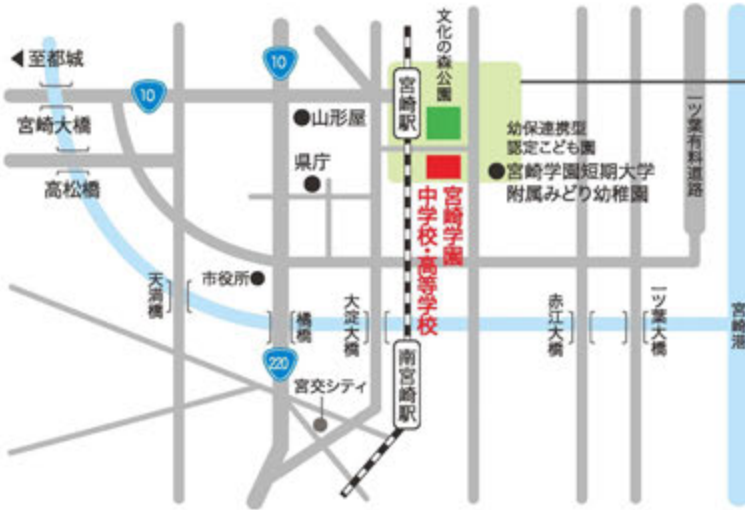 至都城
10
10
文化の森公園
宮崎駅
宮崎大橋
山形屋
幼保連携型
認定こども園
宮崎学園短期大学
附属みどり幼稚園
一ツ葉有料道路
県庁
高松橋
宮崎学園
中学校・高等学校
市役所
天満橋
橘橋
大淀大橋
赤江大橋
一ツ葉大橋
宮崎港
220
宮交シティ
南宮崎駅